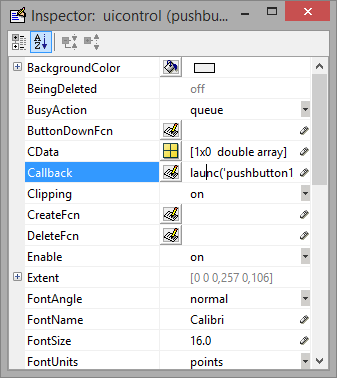 Inspector: uicontrol (pushbu...
BackgroundColor
BeingDeleted off
BusyAction queue
ButtonDownFcn
CData [1x0 double array]
Callback launc('pushbutton1
Clipping on
CreateFcn
DeleteFcn
Enable on
Extent [0 0 0,257 0,106]
FontAngle normal
FontName Calibri
FontSize 16.0
FontUnits points